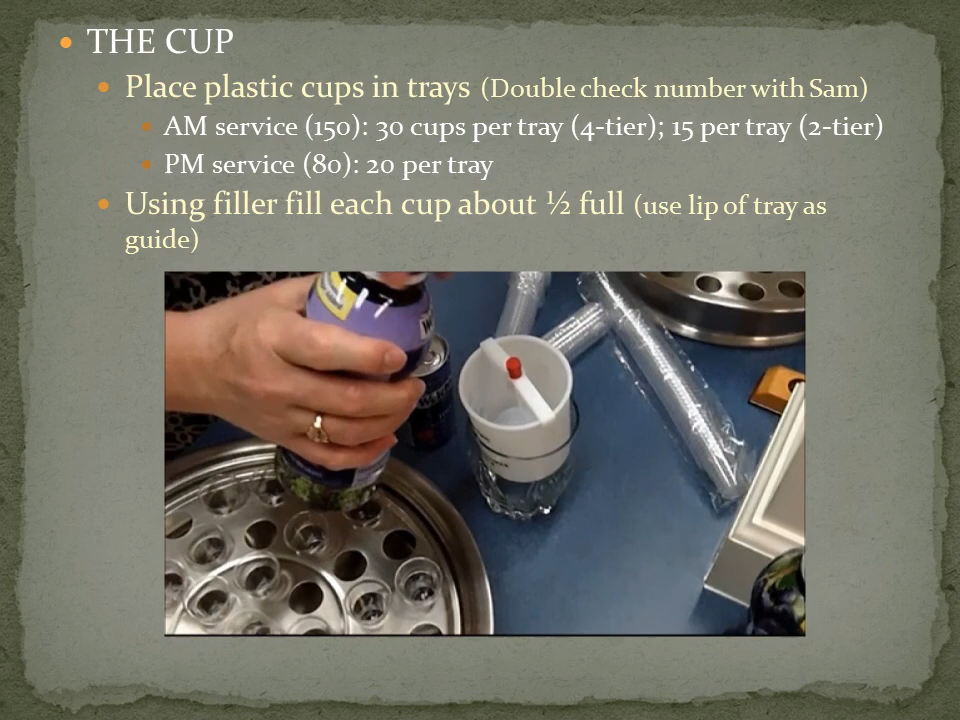 THE CUP
Place plastic cups in trays (Double check number with Sam)
AM service (150): 30 cups per tray (4-tier); 15 per tray (2-tier)
PM service (80): 20 per tray
Using filler fill each cup about ½ full (use lip of tray as
guide)